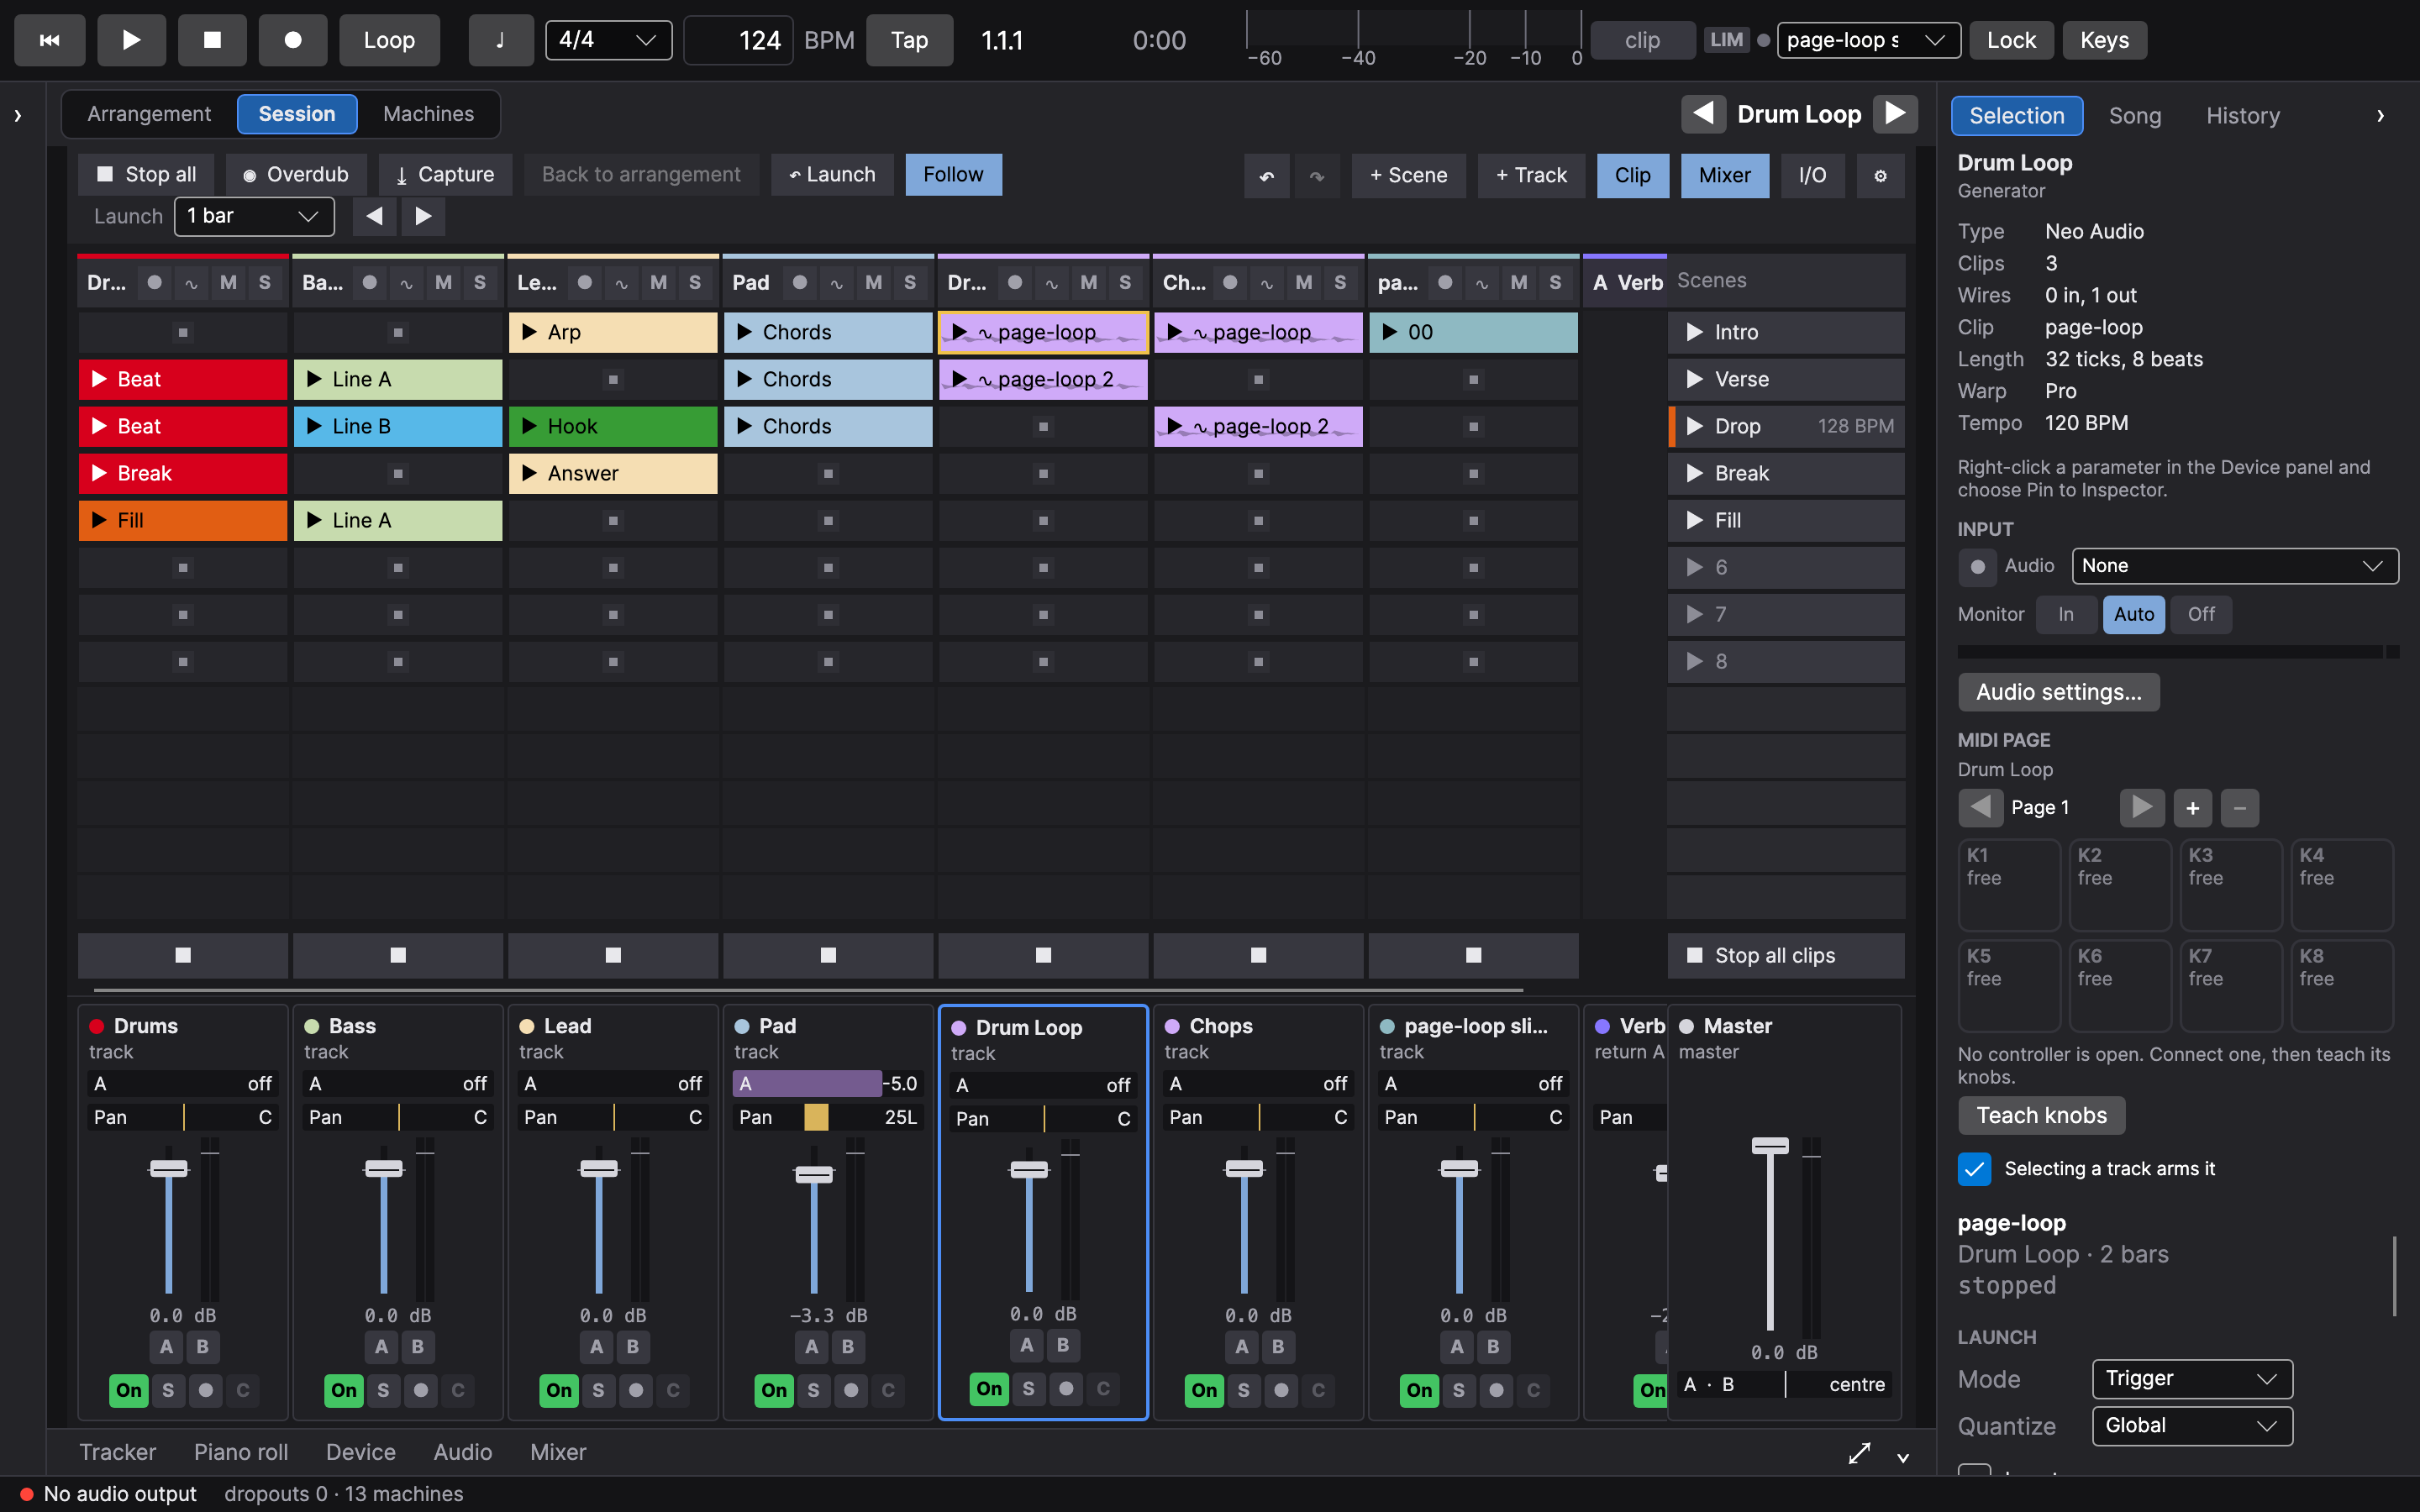 Loop 4/4 124 BPM Tap 1.1.1 0:00 -60 -40 -20 -10 0 clip LIM page-loop s Lock Keys
Arrangement Session Machines Drum Loop
Stop all Overdub Capture Back to arrangement Launch Follow + Scene + Track Clip Mixer I/O
Launch 1 bar
Dr... M S Ba... M S Le... M S Pad M S Dr... M S Ch... M S pa... M S A Verb Scenes
Arp Chords page-loop page-loop 00 Intro
Beat Line A Chords page-loop 2 Verse
Beat Line B Hook Chords page-loop 2 Drop 128 BPM
Break Answer Break
Fill Line A Fill
6
7
8
Stop all clips
Drums Bass Lead Pad Drum Loop Chops page-loop sli... Verb Master
track track track track track track track return A master
A off A off A off A -5.0 A off A off A off
Pan C Pan C Pan C Pan 25L Pan C Pan C Pan C Pan
0.0 dB 0.0 dB 0.0 dB −3.3 dB 0.0 dB 0.0 dB 0.0 dB 0.0 dB
A B A B A B A B A B A B A B
On S C On S C On S C On S C On S C On S C On S C On A · B centre
Tracker Piano roll Device Audio Mixer
No audio output dropouts 0 · 13 machines
Selection Song History
Drum Loop
Generator
Type Neo Audio
Clips 3
Wires 0 in, 1 out
Clip page-loop
Length 32 ticks, 8 beats
Warp Pro
Tempo 120 BPM
Right-click a parameter in the Device panel and
choose Pin to Inspector.
INPUT
Audio None
Monitor In Auto Off
Audio settings...
MIDI PAGE
Drum Loop
Page 1 + −
K1 K2 K3 K4
free free free free
K5 K6 K7 K8
free free free free
No controller is open. Connect one, then teach its
knobs.
Teach knobs
Selecting a track arms it
page-loop
Drum Loop · 2 bars
stopped
LAUNCH
Mode Trigger
Quantize Global